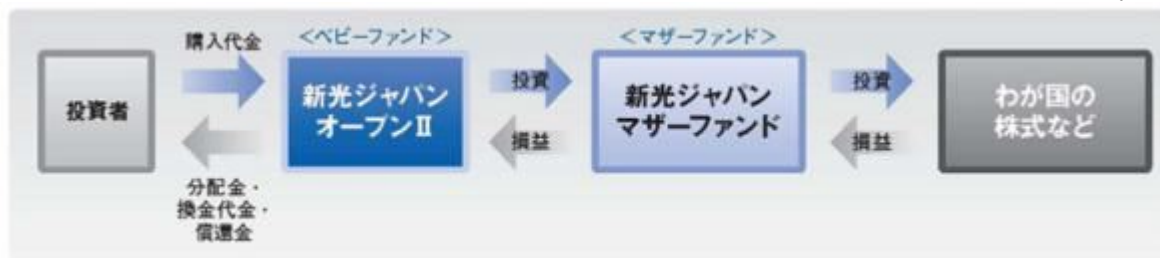 購入代金
＜ベビーファンド＞
＜マザーファンド＞
投資者
新光ジャパン
オープンⅡ
投資
損益
新光ジャパン
マザーファンド
投資
損益
わが国の
株式など
分配金・
換金代金・
償還金